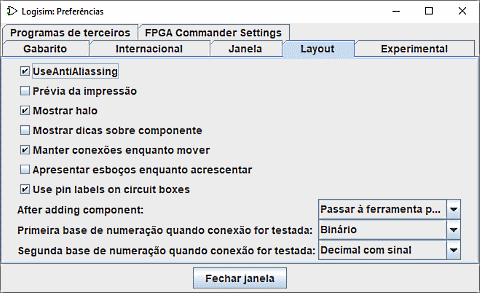 Logisim: Preferências
Programas de terceiros FPGA Commander Settings
Gabarito Internacional Janela Layout Experimental
UseAntiAliassing
Prévia da impressão
Mostrar halo
Mostrar dicas sobre componente
Manter conexões enquanto mover
Apresentar esboços enquanto acrescentar
Use pin labels on circuit boxes
After adding component: Passar à ferramenta p...
Primeira base de numeração quando conexão for testada: Binário
Segunda base de numeração quando conexão for testada: Decimal com sinal
Fechar janela